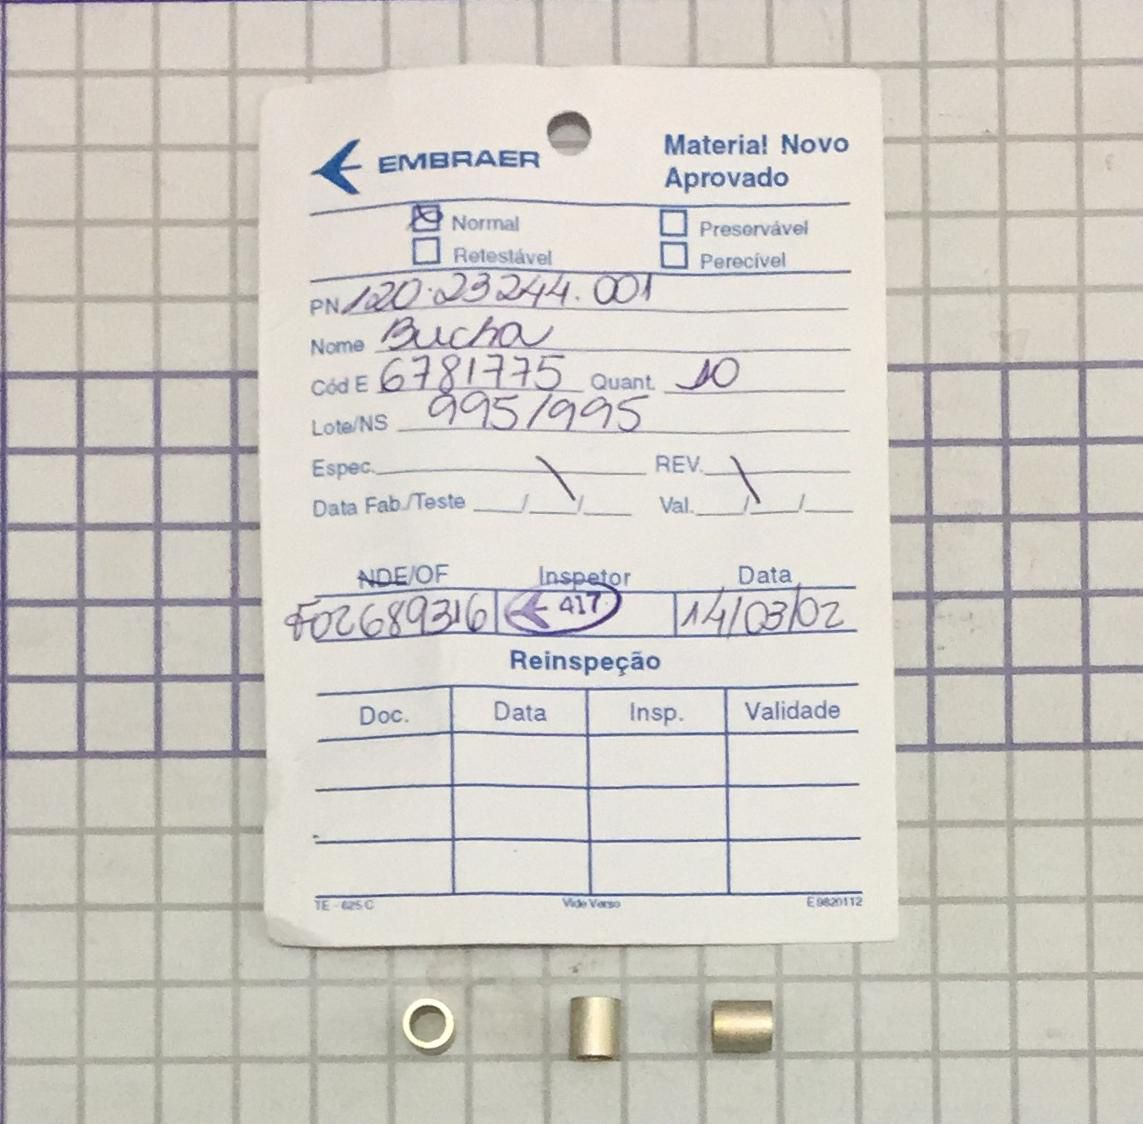 EMBRAER
Material Novo
Aprovado
Normal
Preservável
Retestável
Perecível
PN 120.23244.001
Nome Bucha
Cód E 6781775 Quant. 10
Lote/NS 995/995
Espec. REV.
Data Fab./Teste / / Val. / /
NDE/OF Inspetor Data
F02689316 417 14/03/02
Reinspeção
Doc. Data Insp. Validade
TE - 625 C Vide Verso E9820112